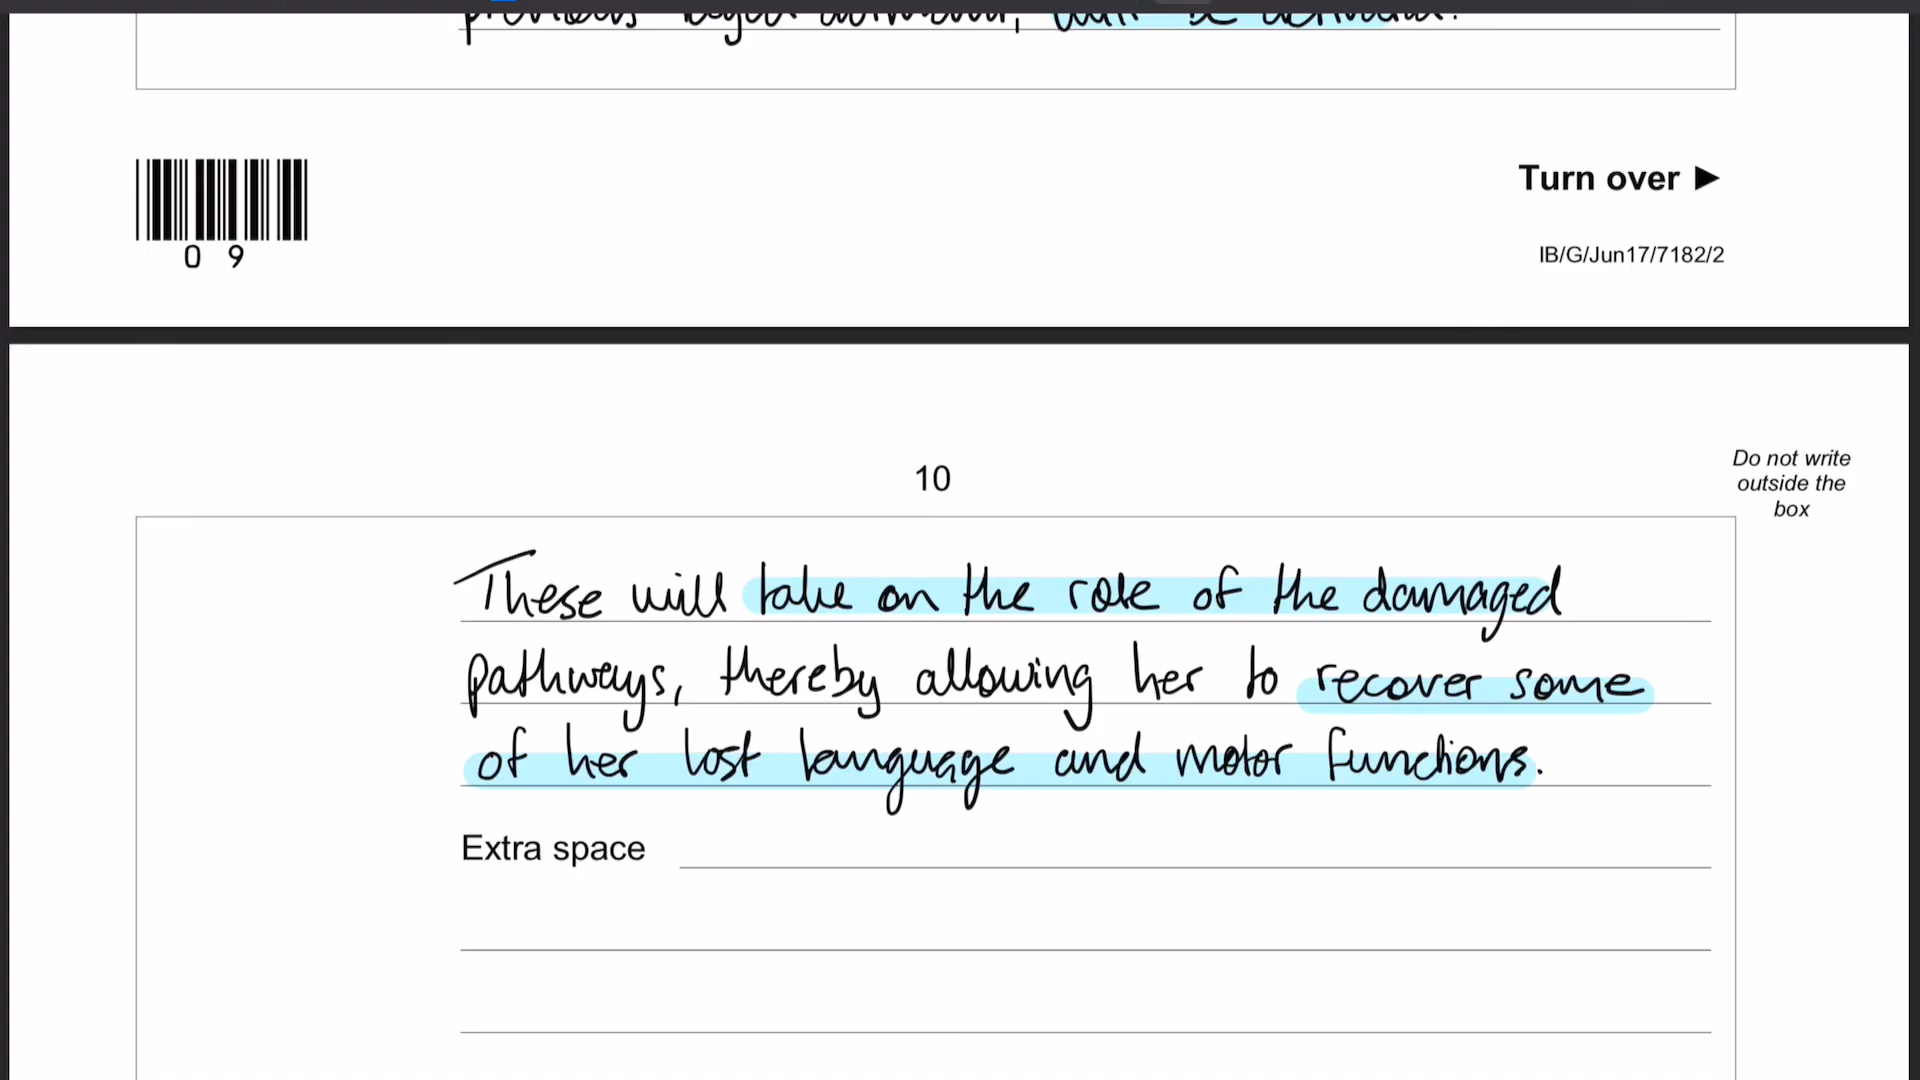 will be
Turn over ►
0 9
IB/G/Jun17/7182/2
10
Do not write
outside the
box
These will take on the role of the damaged
pathways, thereby allowing her to recover some
of her lost language and motor functions.
Extra space